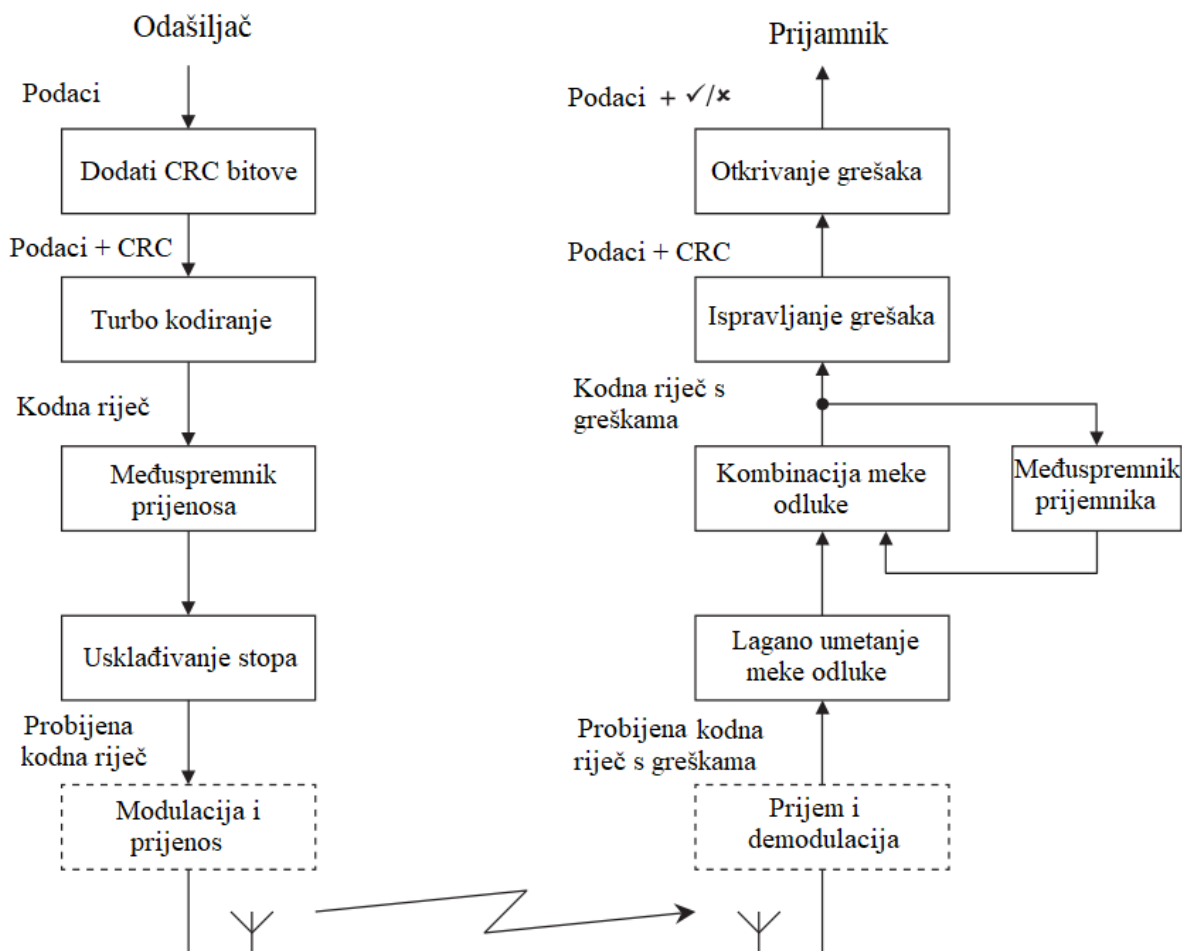 Odašiljač
Podaci
Dodati CRC bitove
Podaci + CRC
Turbo kodiranje
Kodna riječ
Međuspremnik
prijenosa
Usklađivanje stopa
Probijena
kodna riječ
Modulacija i
prijenos
Prijamnik
Podaci + ✓/✘
Otkrivanje grešaka
Podaci + CRC
Ispravljanje grešaka
Kodna riječ s
greškama
Kombinacija meke
odluke
Međuspremnik
prijemnika
Lagano umetanje
meke odluke
Probijena kodna
riječ s greškama
Prijem i
demodulacija